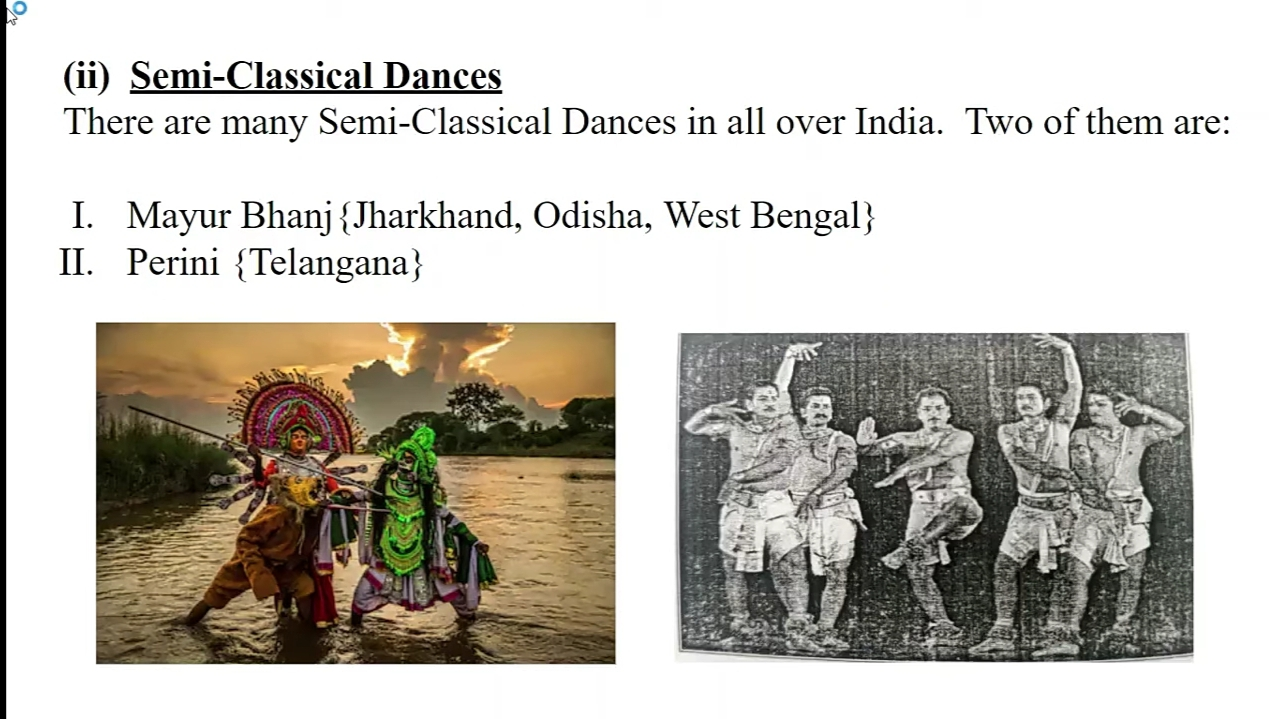 (ii) Semi-Classical Dances
There are many Semi-Classical Dances in all over India. Two of them are:
I. Mayur Bhanj{Jharkhand, Odisha, West Bengal}
II. Perini {Telangana}